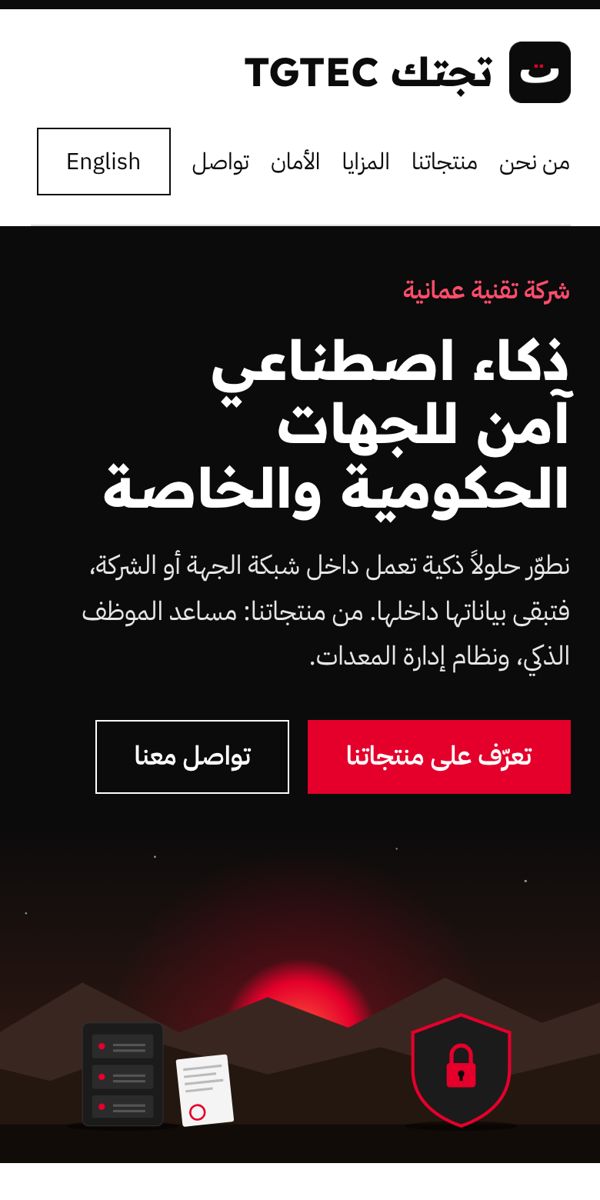 ت
تجتك TGTEC
من نحن
منتجاتنا
المزايا
الأمان
تواصل
English
شركة تقنية عمانية
ذكاء اصطناعي
آمن للجهات
الحكومية والخاصة
نطوّر حلولاً ذكية تعمل داخل شبكة الجهة أو الشركة،
فتبقى بياناتها داخلها. من منتجاتنا: مساعد الموظف
الذكي، ونظام إدارة المعدات.
تعرّف على منتجاتنا
تواصل معنا